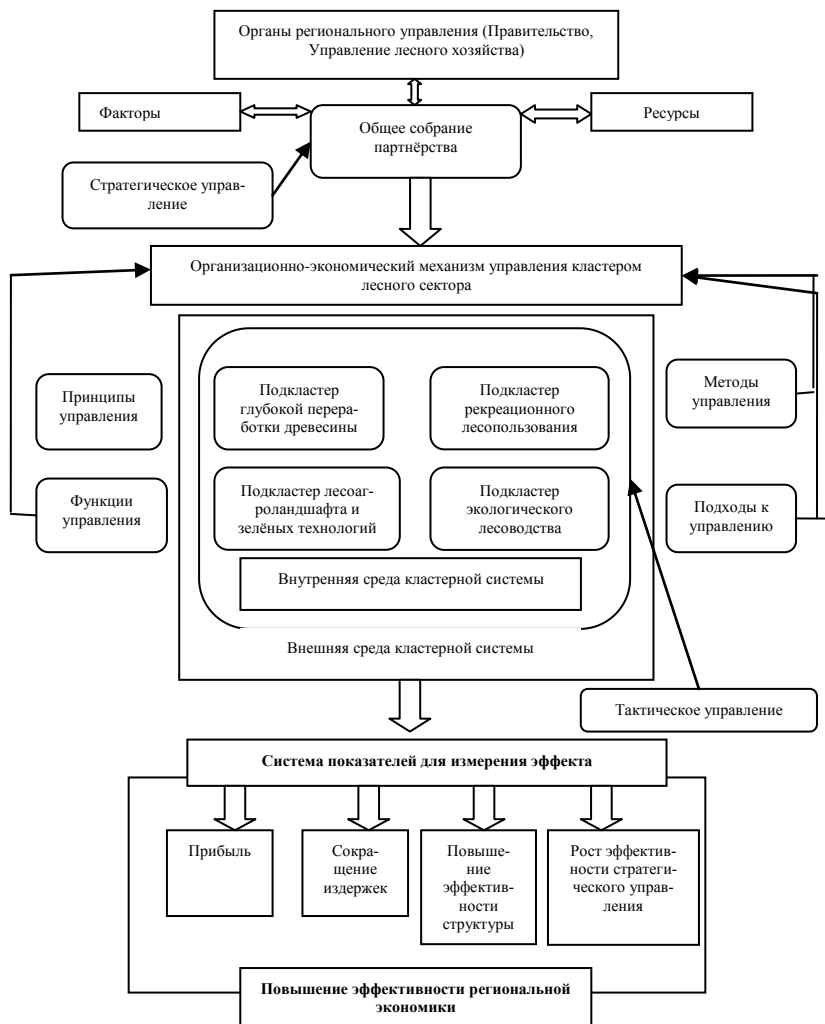 Органы регионального управления (Правительство,
Управление лесного хозяйства)
Факторы
Общее собрание
партнёрства
Ресурсы
Стратегическое управ-
ление
Организационно-экономический механизм управления кластером
лесного сектора
Принципы
управления
Подкластер
глубокой перера-
ботки древесины
Подкластер
рекреационного
лесопользования
Методы
управления
Функции
управления
Подкластер лесоаг-
роландшафта и
зелёных технологий
Подкластер
экологического
лесоводства
Подходы к
управлению
Внутренняя среда кластерной системы
Внешняя среда кластерной системы
Тактическое управление
Система показателей для измерения эффекта
Прибыль
Сокра-
щение
издержек
Повыше-
ние
эффектив-
ности
структуры
Рост эффектив-
ности стратеги-
ческого управ-
ления
Повышение эффективности региональной
экономики